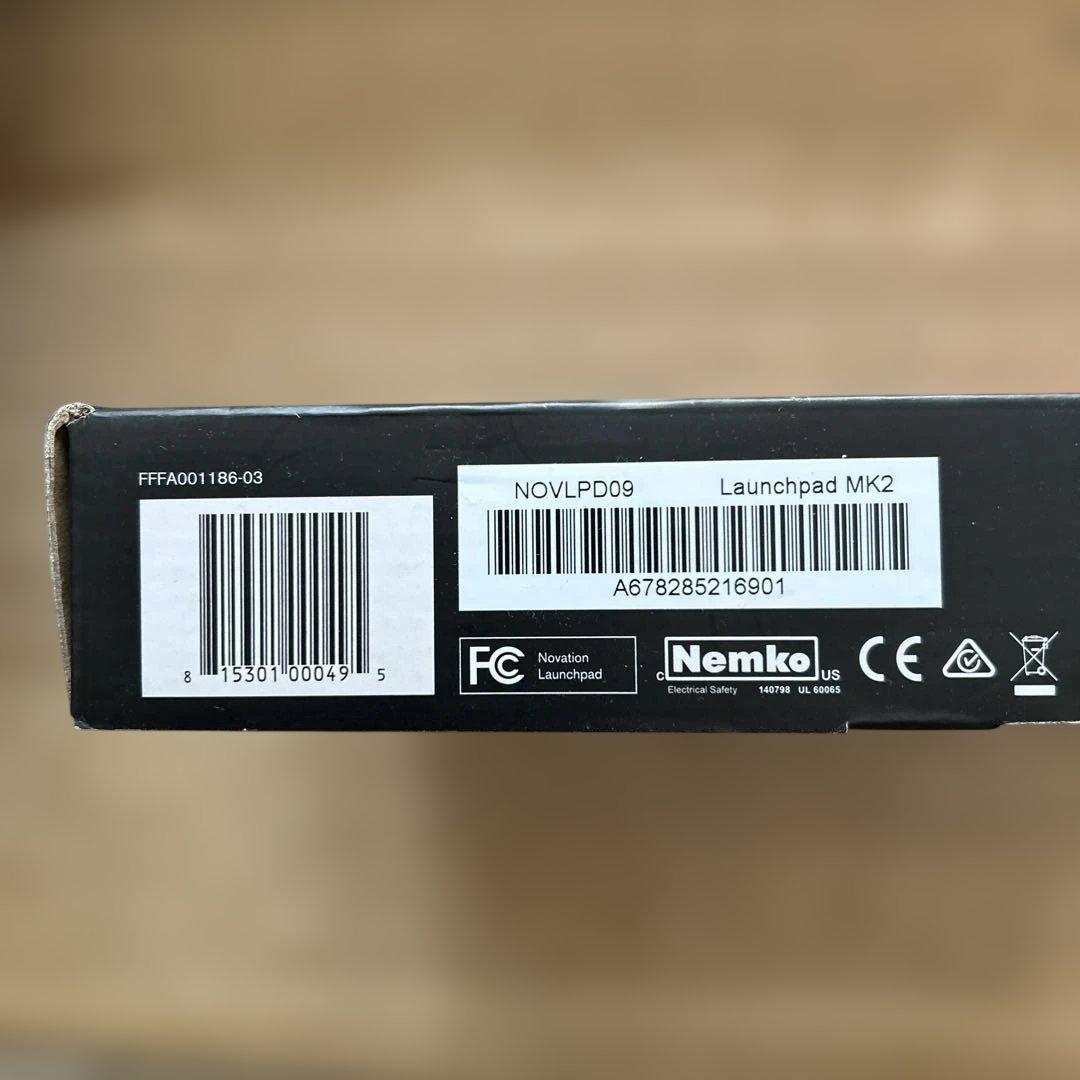 FFFA001186-03
8 15301 00049 5
NOVLPD09 Launchpad MK2
A678285216901
FC Novation
Launchpad
c Nemko US
Electrical Safety 140798 UL 60065
CE